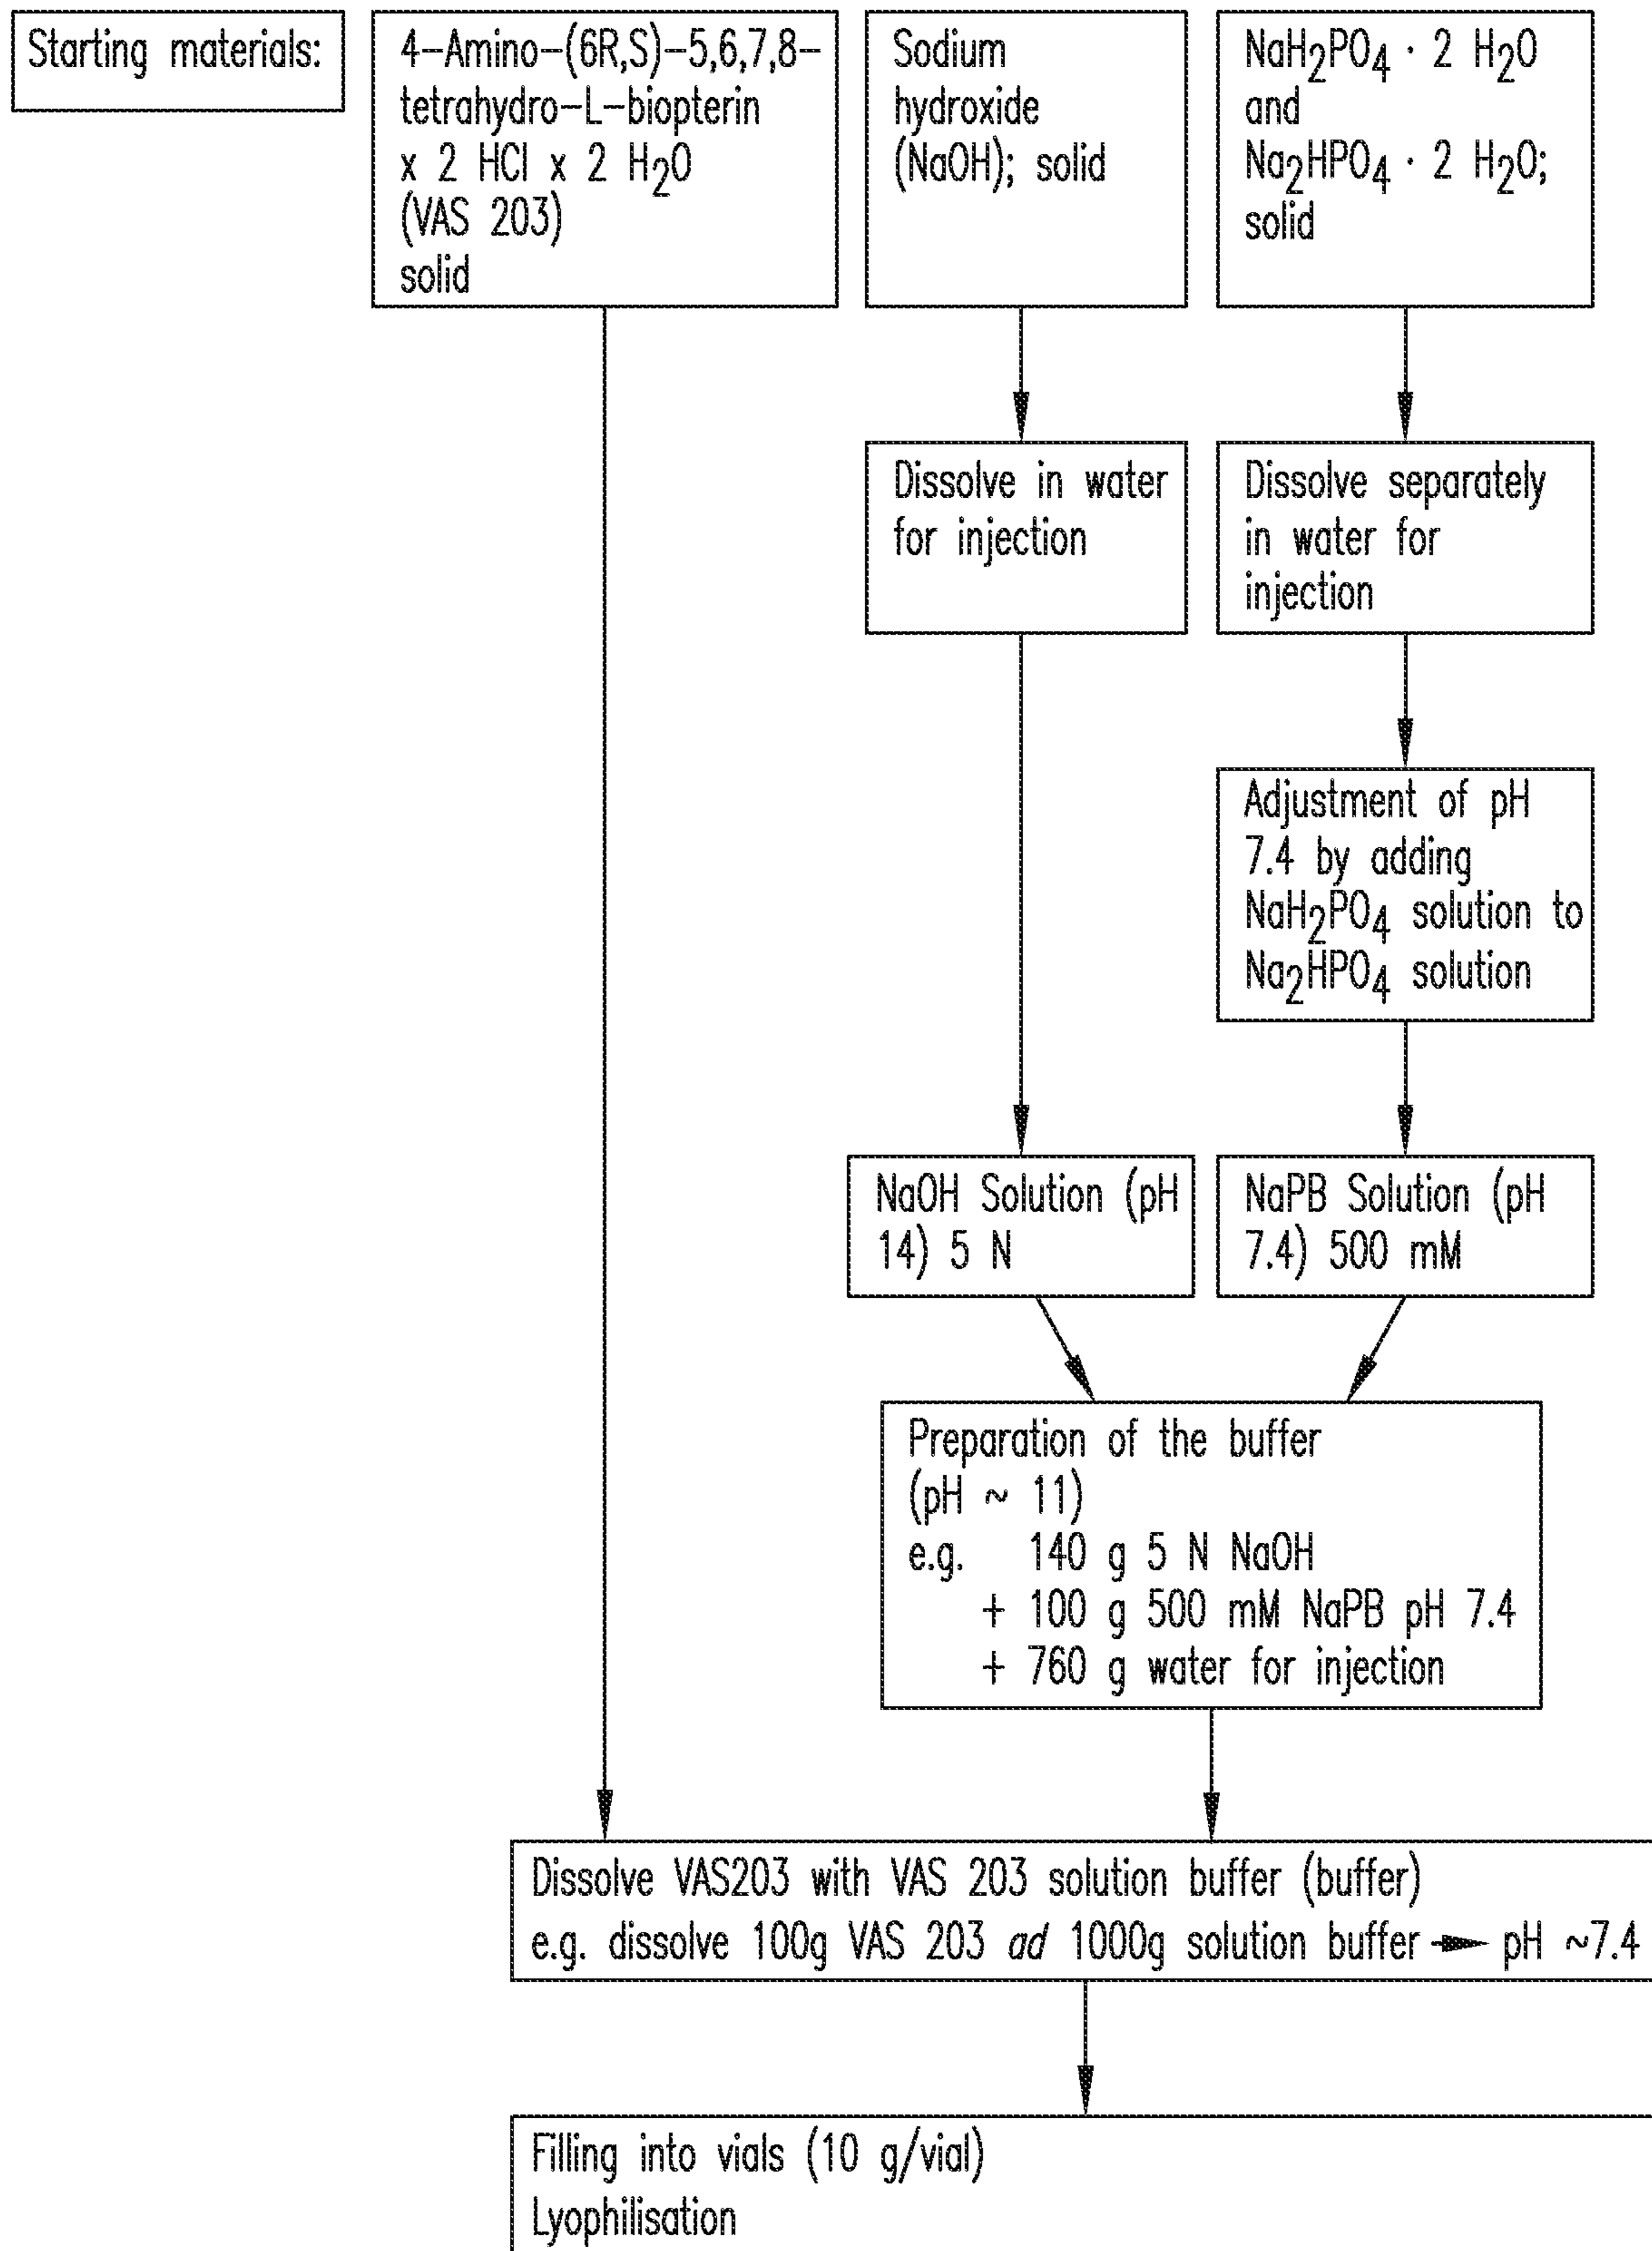 Starting materials:
4–Amino–(6R,S)–5,6,7,8–
tetrahydro–L–biopterin
x 2 HCl x 2 H₂O
(VAS 203)
solid
Sodium
hydroxide
(NaOH); solid
NaH₂PO₄ · 2 H₂O
and
Na₂HPO₄ · 2 H₂O;
solid
Dissolve in water
for injection
Dissolve separately
in water for
injection
Adjustment of pH
7.4 by adding
NaH₂PO₄ solution to
Na₂HPO₄ solution
NaOH Solution (pH
14) 5 N
NaPB Solution (pH
7.4) 500 mM
Preparation of the buffer
(pH ~ 11)
e.g. 140 g 5 N NaOH
+ 100 g 500 mM NaPB pH 7.4
+ 760 g water for injection
Dissolve VAS203 with VAS 203 solution buffer (buffer)
e.g. dissolve 100g VAS 203 ad 1000g solution buffer → pH ~7.4
Filling into vials (10 g/vial)
Lyophilisation